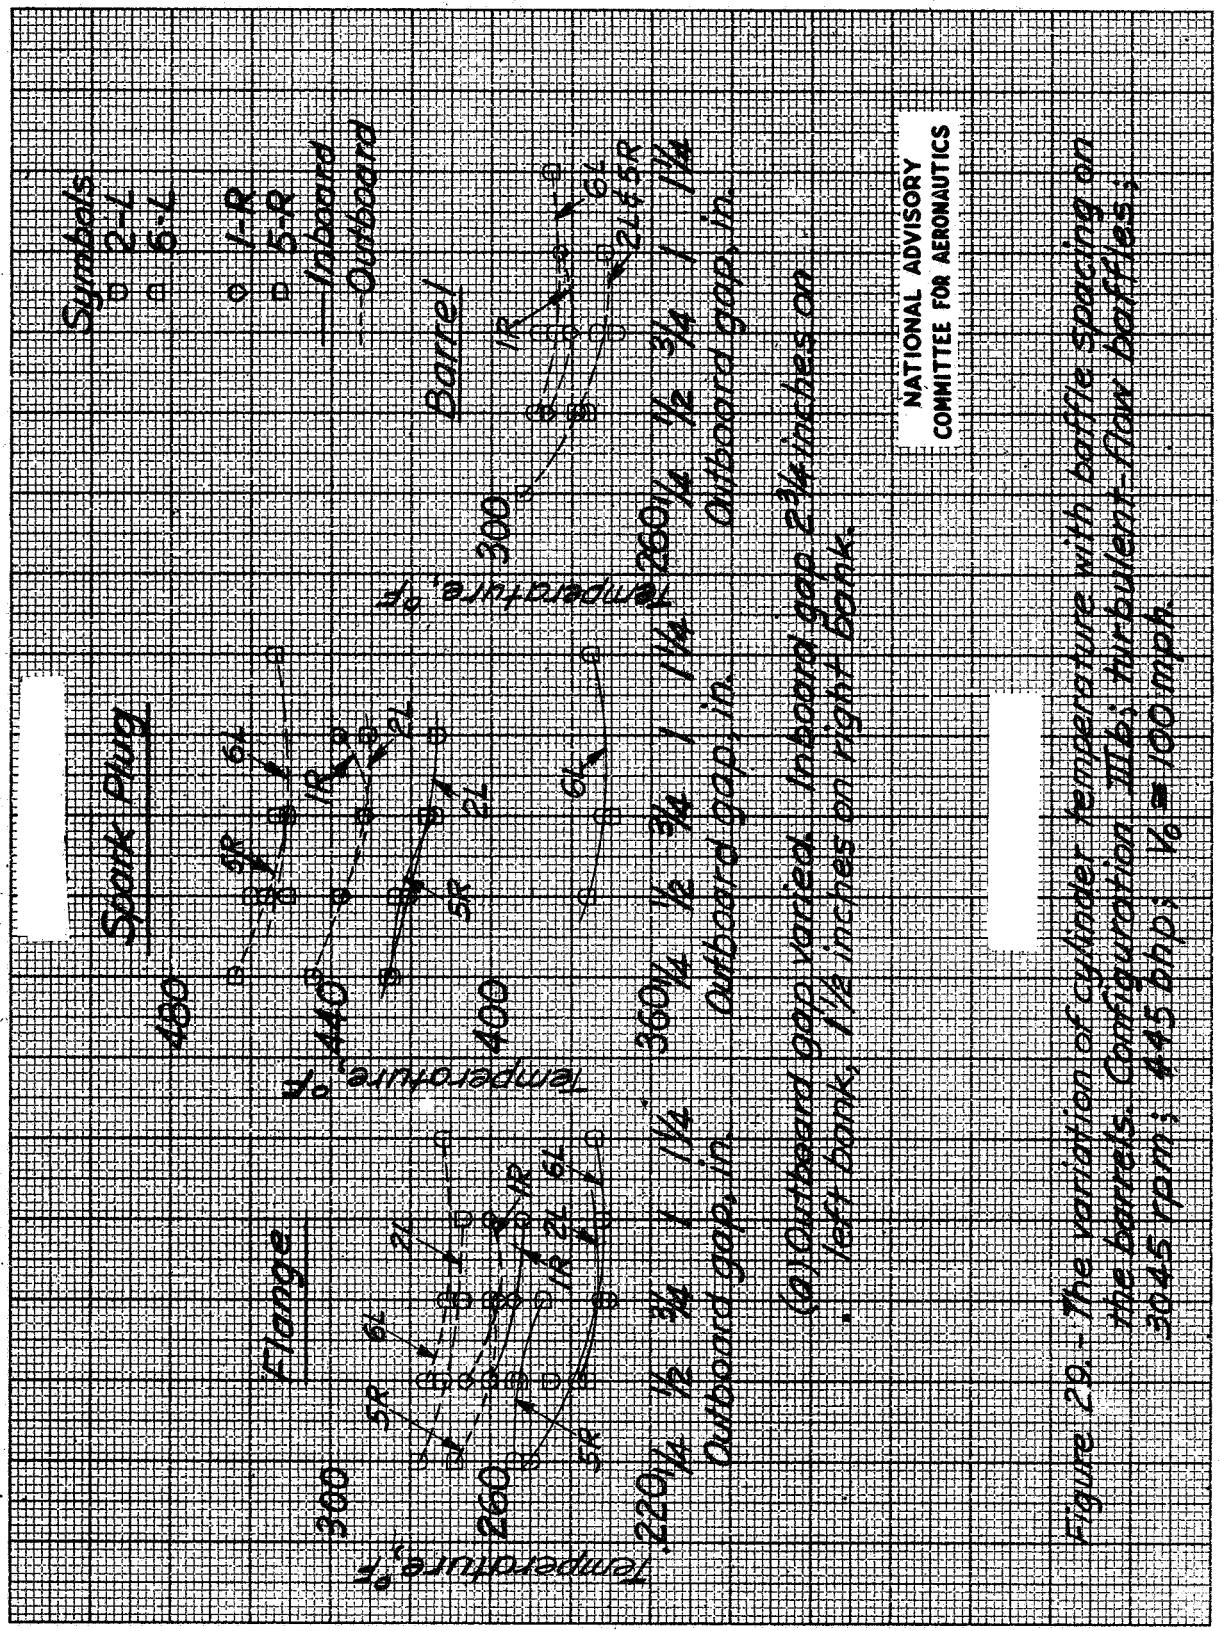 Symbols
2-L
6-L
1-R
5-R
Inboard
Outboard
Flange
300
260
220
Temperature, °F
5R
6L
2L
1R
1R
2L
6L
5R
1/4 1/2 3/4 1 1 1/4
Outboard gap, in.
Spark Plug
480
440
400
360
Temperature, °F
5R
6L
1R
2L
5R
2L
6L
1/4 1/2 3/4 1 1 1/4
Outboard gap, in.
Barrel
300
260
Temperature, °F
1R
6L
2L & 5R
1/4 1/2 3/4 1 1 1/4
Outboard gap, in.
(a) Outboard gap varied. Inboard gap 2 3/4 inches on
left bank, 1 1/2 inches on right bank.
NATIONAL ADVISORY
COMMITTEE FOR AERONAUTICS
Figure 29.- The variation of cylinder temperature with baffle spacing on
the barrels. Configuration III b; turbulent-flow baffles;
3045 rpm; 445 bhp; V₀ ≅ 100 mph.